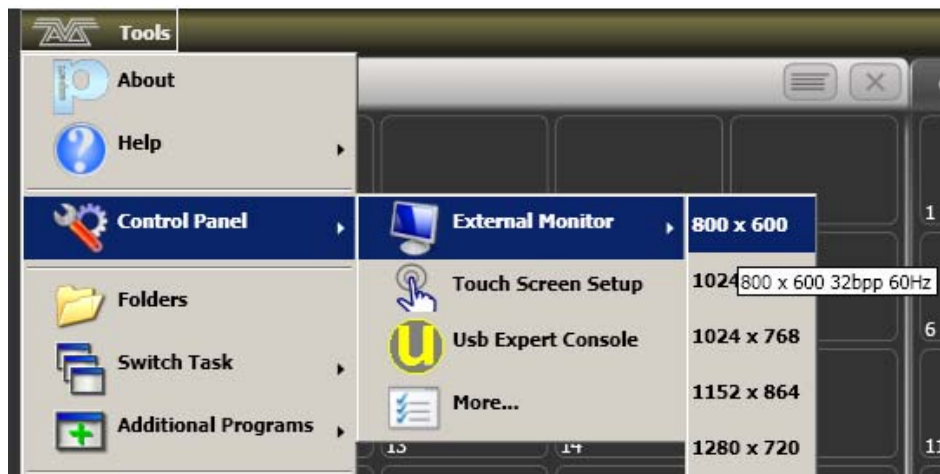 Tools
About
Help
Control Panel
Folders
Switch Task
Additional Programs
External Monitor
Touch Screen Setup
Usb Expert Console
More...
800 x 600
1024
800 x 600 32bpp 60Hz
1024 x 768
1152 x 864
1280 x 720
1
6
13
14